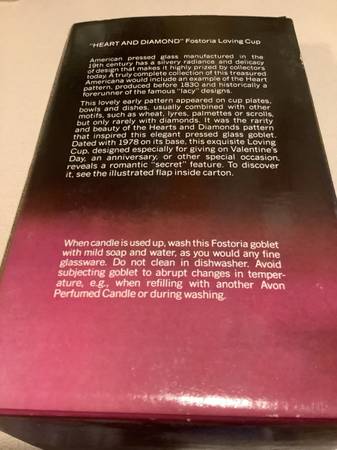 "HEART AND DIAMOND" Fostoria Loving Cup
American pressed glass manufactured in the
19th century has a silvery radiance and delicacy
of design that makes it highly prized by collectors
today. A truly complete collection of this treasured
Americana would include an example of the Heart
pattern, produced before 1830 and historically a
forerunner of the famous "lacy" designs.
This lovely early pattern appeared on cup plates,
bowls and dishes, usually combined with other
motifs, such as wheat, lyres, palmettes or scrolls,
but only rarely with diamonds. It was the rarity
and beauty of the Hearts and Diamonds pattern
that inspired this elegant pressed glass goblet.
Dated with 1978 on its base, this exquisite Loving
Cup, designed especially for giving on Valentine's
Day, an anniversary, or other special occasion,
reveals a romantic "secret" feature. To discover
it, see the illustrated flap inside carton.
When candle is used up, wash this Fostoria goblet
with mild soap and water, as you would any fine
glassware. Do not clean in dishwasher. Avoid
subjecting goblet to abrupt changes in temper-
ature, e.g., when refilling with another Avon
Perfumed Candle or during washing.